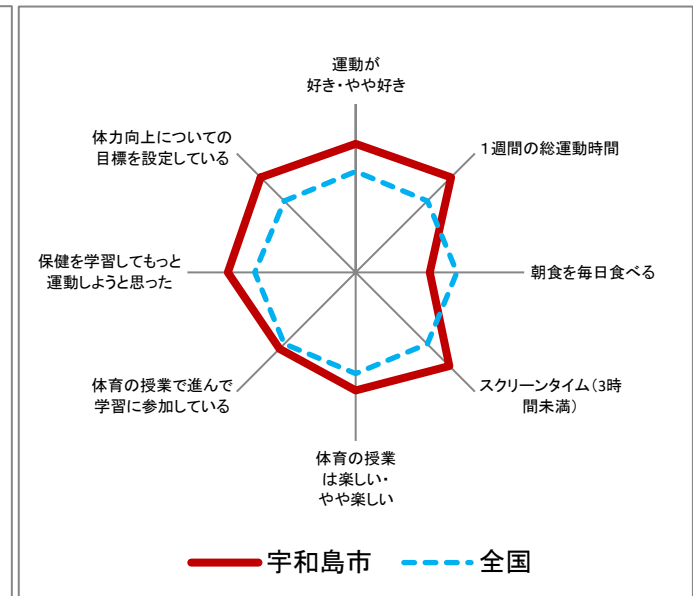 運動が
好き・やや好き
1週間の総運動時間
朝食を毎日食べる
スクリーンタイム(3時
間未満)
体育の授業
は楽しい・
やや楽しい
体育の授業で進んで
学習に参加している
保健を学習してもっと
運動しようと思った
体力向上についての
目標を設定している
宇和島市
全国